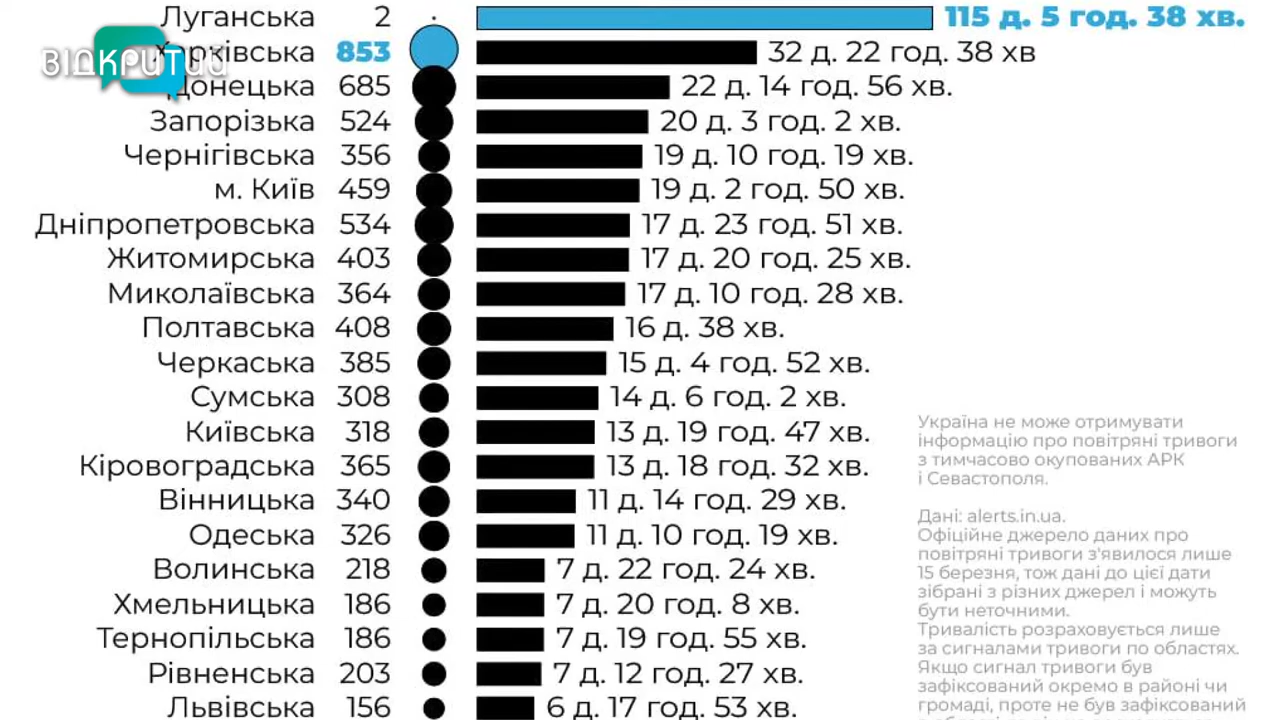 Луганська 2 115 д. 5 год. 38 хв.
ВІДКРИТИЙ
Харківська 853 32 д. 22 год. 38 хв
Донецька 685 22 д. 14 год. 56 хв.
Запорізька 524 20 д. 3 год. 2 хв.
Чернігівська 356 19 д. 10 год. 19 хв.
м. Київ 459 19 д. 2 год. 50 хв.
Дніпропетровська 534 17 д. 23 год. 51 хв.
Житомирська 403 17 д. 20 год. 25 хв.
Миколаївська 364 17 д. 10 год. 28 хв.
Полтавська 408 16 д. 38 хв.
Черкаська 385 15 д. 4 год. 52 хв.
Сумська 308 14 д. 6 год. 2 хв.
Київська 318 13 д. 19 год. 47 хв.
Кіровоградська 365 13 д. 18 год. 32 хв.
Вінницька 340 11 д. 14 год. 29 хв.
Одеська 326 11 д. 10 год. 19 хв.
Волинська 218 7 д. 22 год. 24 хв.
Хмельницька 186 7 д. 20 год. 8 хв.
Тернопільська 186 7 д. 19 год. 55 хв.
Рівненська 203 7 д. 12 год. 27 хв.
Львівська 156 6 д. 17 год. 53 хв.
Україна не може отримувати
інформацію про повітряні тривоги
з тимчасово окупованих АРК
і Севастополя.
Дані: alerts.in.ua.
Офіційне джерело даних про
повітряні тривоги з'явилося лише
15 березня, тож дані до цієї дати
зібрані з різних джерел і можуть
бути неточними.
Тривалість розраховується лише
за сигналами тривоги по областях.
Якщо сигнал тривоги був
зафіксований окремо в районі чи
громаді, проте не був зафіксований